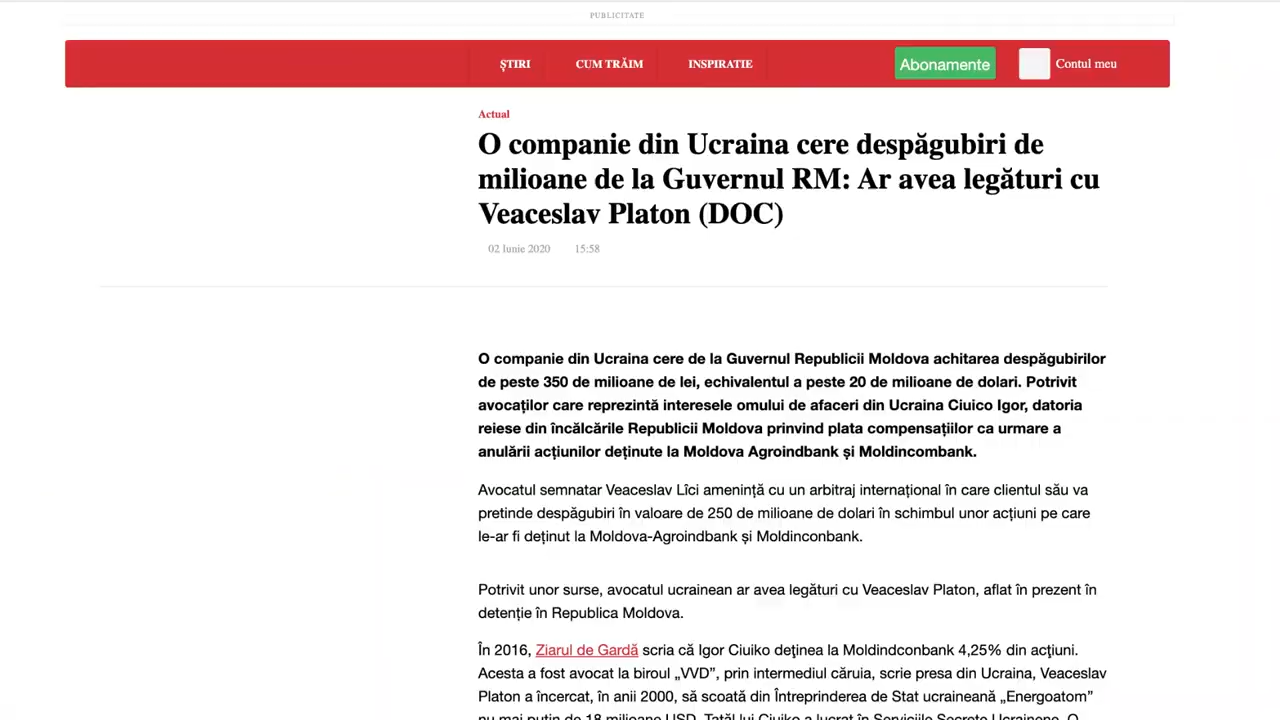 PUBLICITATE
ȘTIRI CUM TRĂIM INSPIRATIE Abonamente Contul meu
Actual
O companie din Ucraina cere despăgubiri de
milioane de la Guvernul RM: Ar avea legături cu
Veaceslav Platon (DOC)
02 Iunie 2020 15:58
O companie din Ucraina cere de la Guvernul Republicii Moldova achitarea despăgubirilor
de peste 350 de milioane de lei, echivalentul a peste 20 de milioane de dolari. Potrivit
avocaților care reprezintă interesele omului de afaceri din Ucraina Ciuico Igor, datoria
reiese din încălcările Republicii Moldova prinvind plata compensațiilor ca urmare a
anulării acțiunilor deținute la Moldova Agroindbank și Moldincombank.
Avocatul semnatar Veaceslav Lîci amenință cu un arbitraj internațional în care clientul său va
pretinde despăgubiri în valoare de 250 de milioane de dolari în schimbul unor acțiuni pe care
le-ar fi deținut la Moldova-Agroindbank și Moldinconbank.
Potrivit unor surse, avocatul ucrainean ar avea legături cu Veaceslav Platon, aflat în prezent în
detenție în Republica Moldova.
În 2016, Ziarul de Gardă scria că Igor Ciuiko deţinea la Moldindconbank 4,25% din acţiuni.
Acesta a fost avocat la biroul „VVD”, prin intermediul căruia, scrie presa din Ucraina, Veaceslav
Platon a încercat, în anii 2000, să scoată din Întreprinderea de Stat ucraineană „Energoatom”
nu mai puțin de 18 milioane USD. Tatăl lui Ciuiko a lucrat în Serviciile Secrete Ucrainene. O